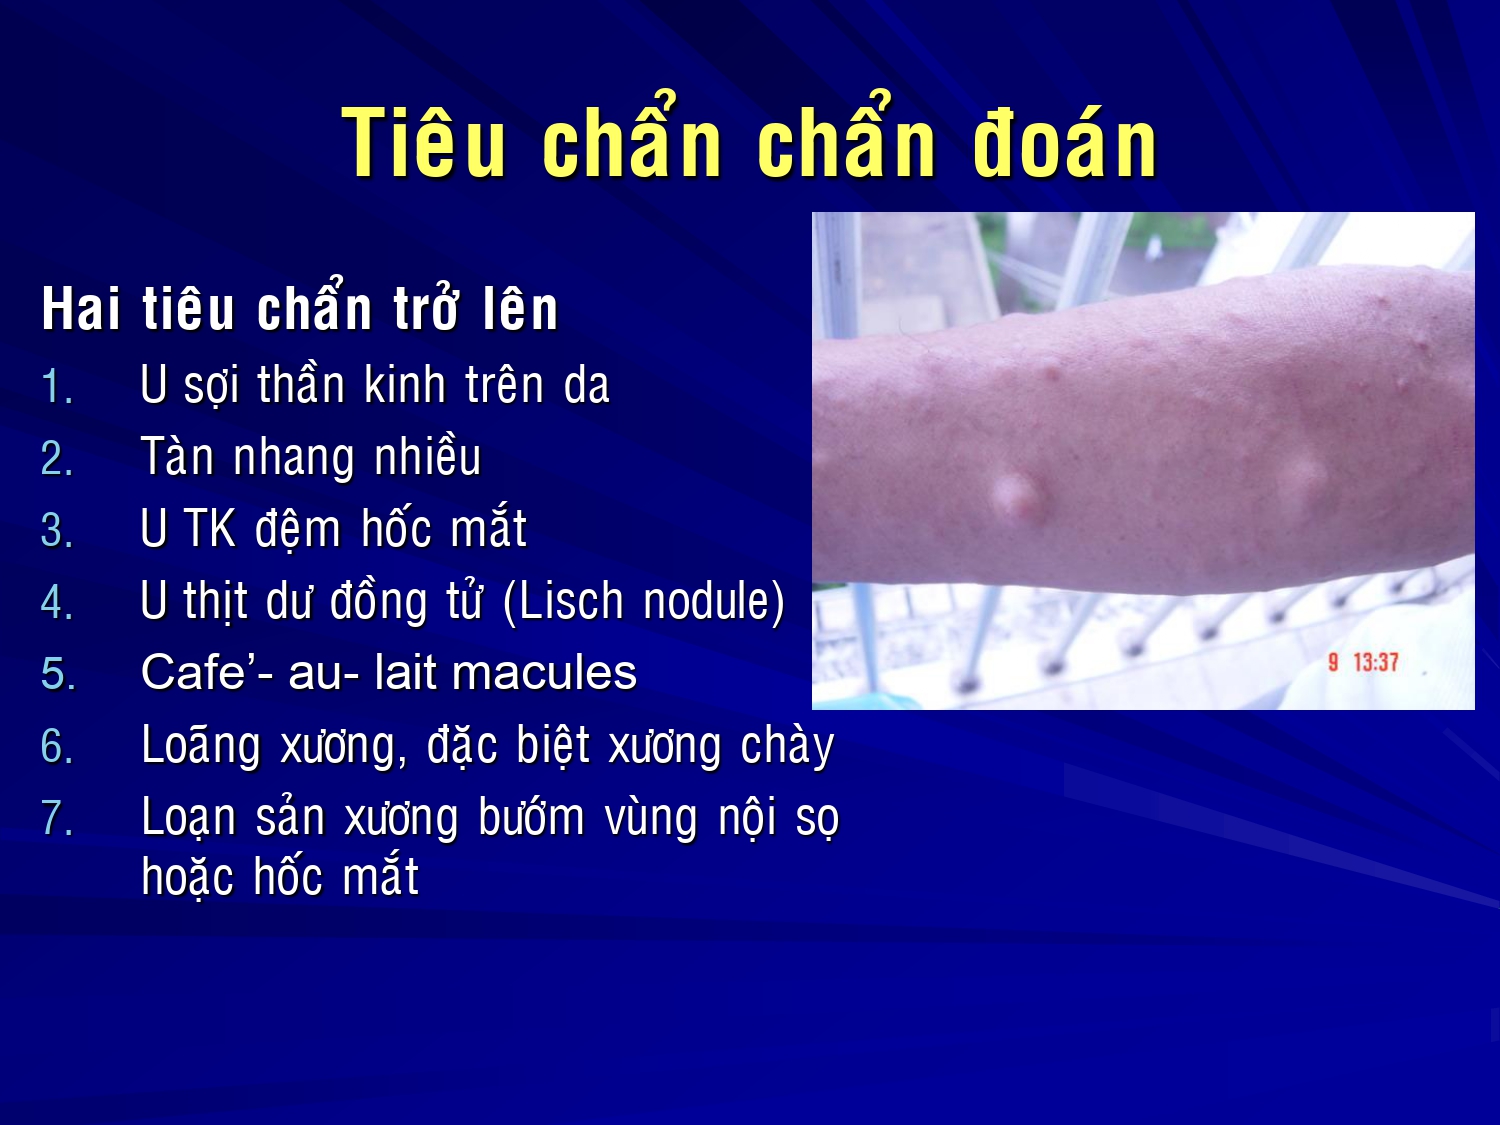 Tiêu chẩn chẩn đoán
Hai tiêu chẩn trở lên
1. U sợi thần kinh trên da
2. Tàn nhang nhiều
3. U TK đệm hốc mắt
4. U thịt dư đồng tử (Lisch nodule)
5. Cafe’- au- lait macules
6. Loãng xương, đặc biệt xương chày
7. Loạn sản xương bướm vùng nội sọ
hoặc hốc mắt
9 13:37